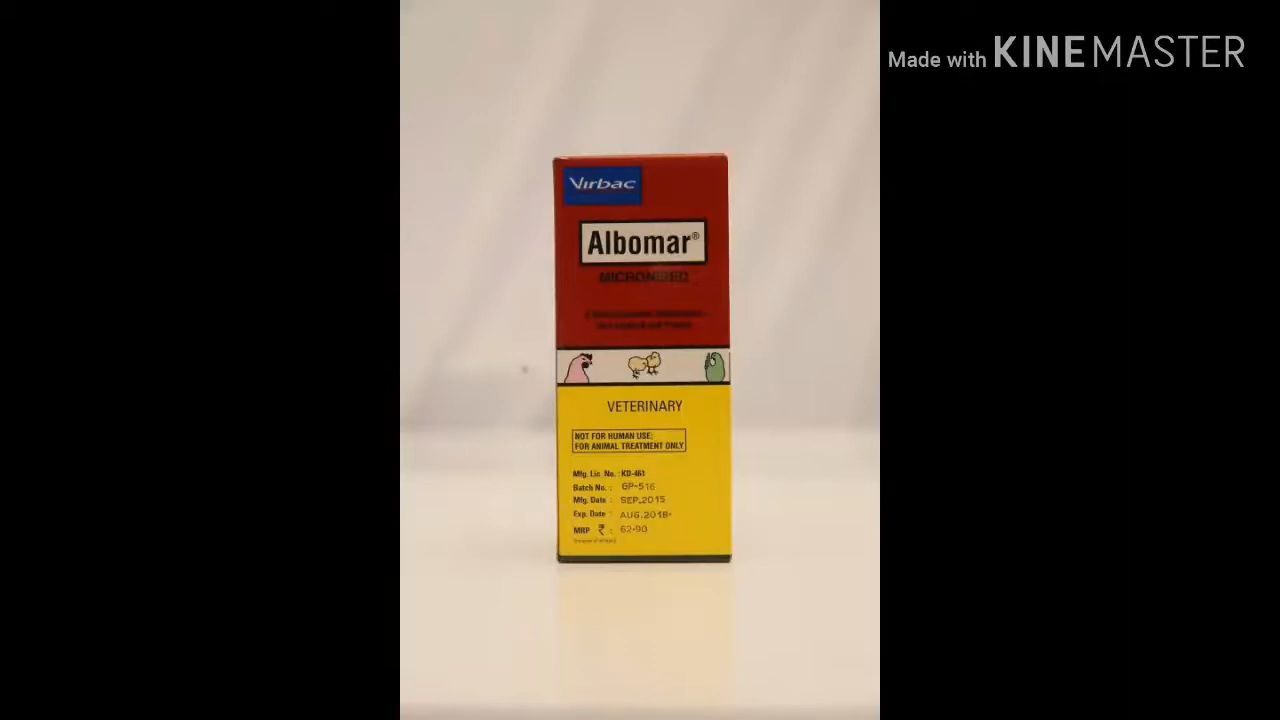 Made with KINEMASTER
Virbac
Albomar®
MICRONISED
VETERINARY
NOT FOR HUMAN USE;
FOR ANIMAL TREATMENT ONLY
Mfg. Lic. No. : KD-461
Batch No. : GP-516
Mfg. Date : SEP.2015
Exp. Date : AUG.2018
MRP ₹ : 62.90